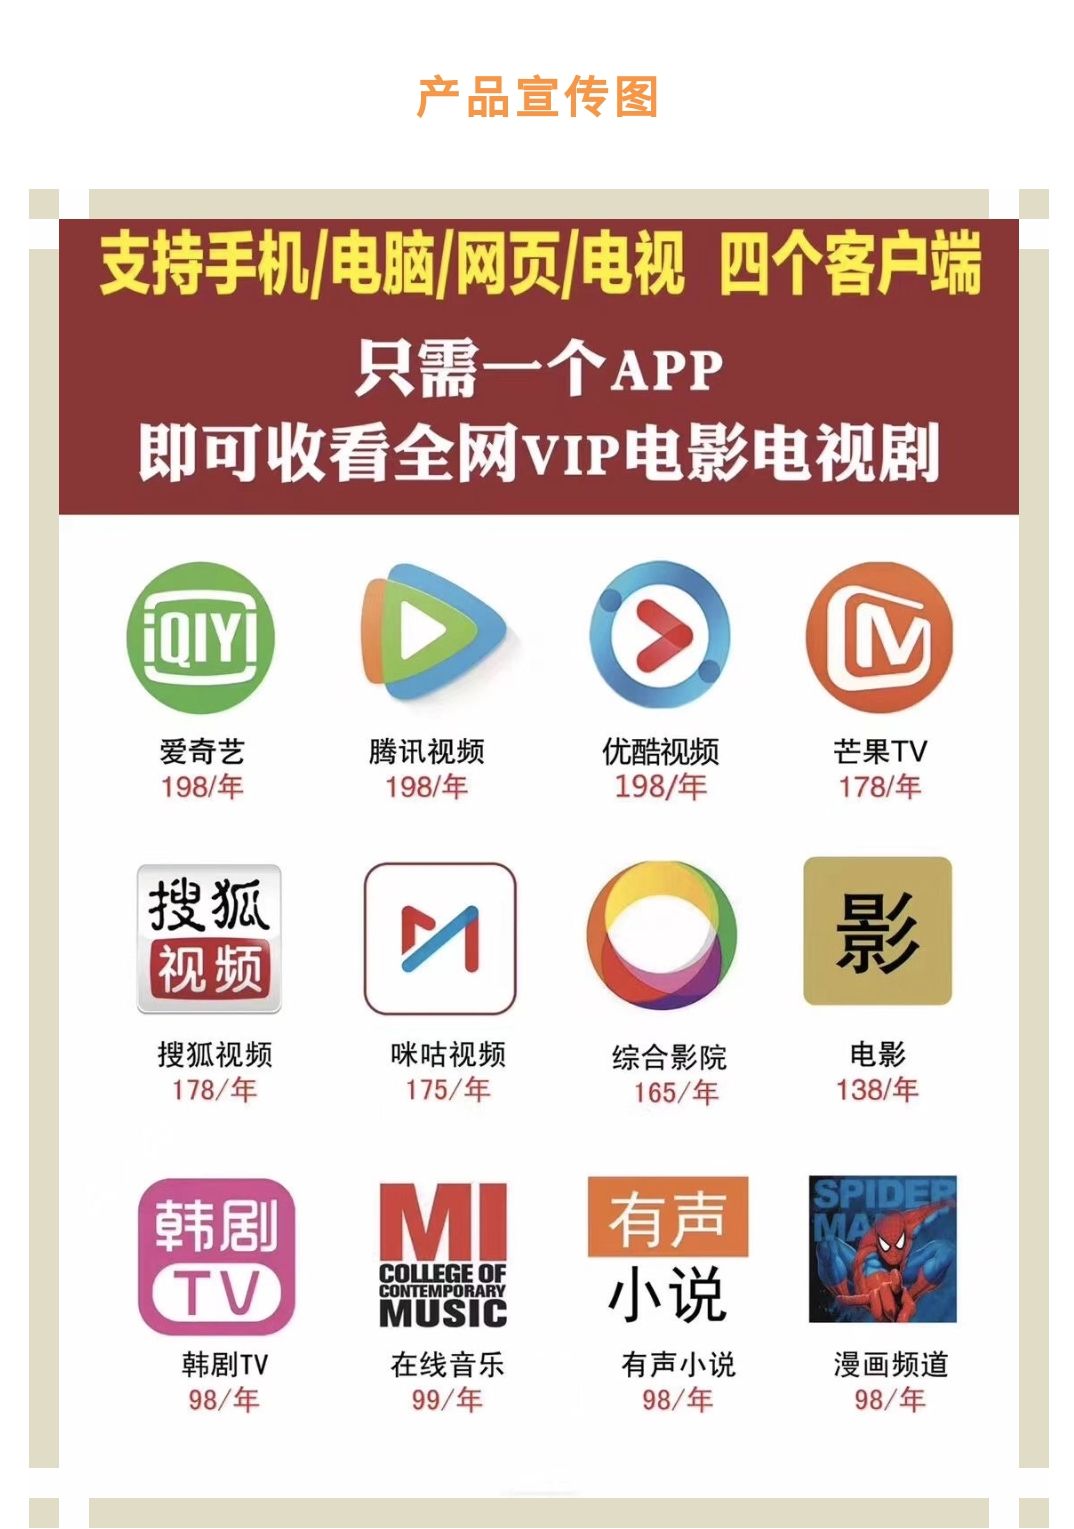 产品宣传图
支持手机/电脑/网页/电视 四个客户端
只需一个APP
即可收看全网VIP电影电视剧
iQIYI
爱奇艺
198/年
腾讯视频
198/年
优酷视频
198/年
芒果TV
178/年
搜狐
视频
搜狐视频
178/年
咪咕视频
175/年
综合影院
165/年
影
电影
138/年
韩剧
TV
韩剧TV
98/年
MI
COLLEGE OF
CONTEMPORARY
MUSIC
在线音乐
99/年
有声
小说
有声小说
98/年
SPIDER
MA
漫画频道
98/年